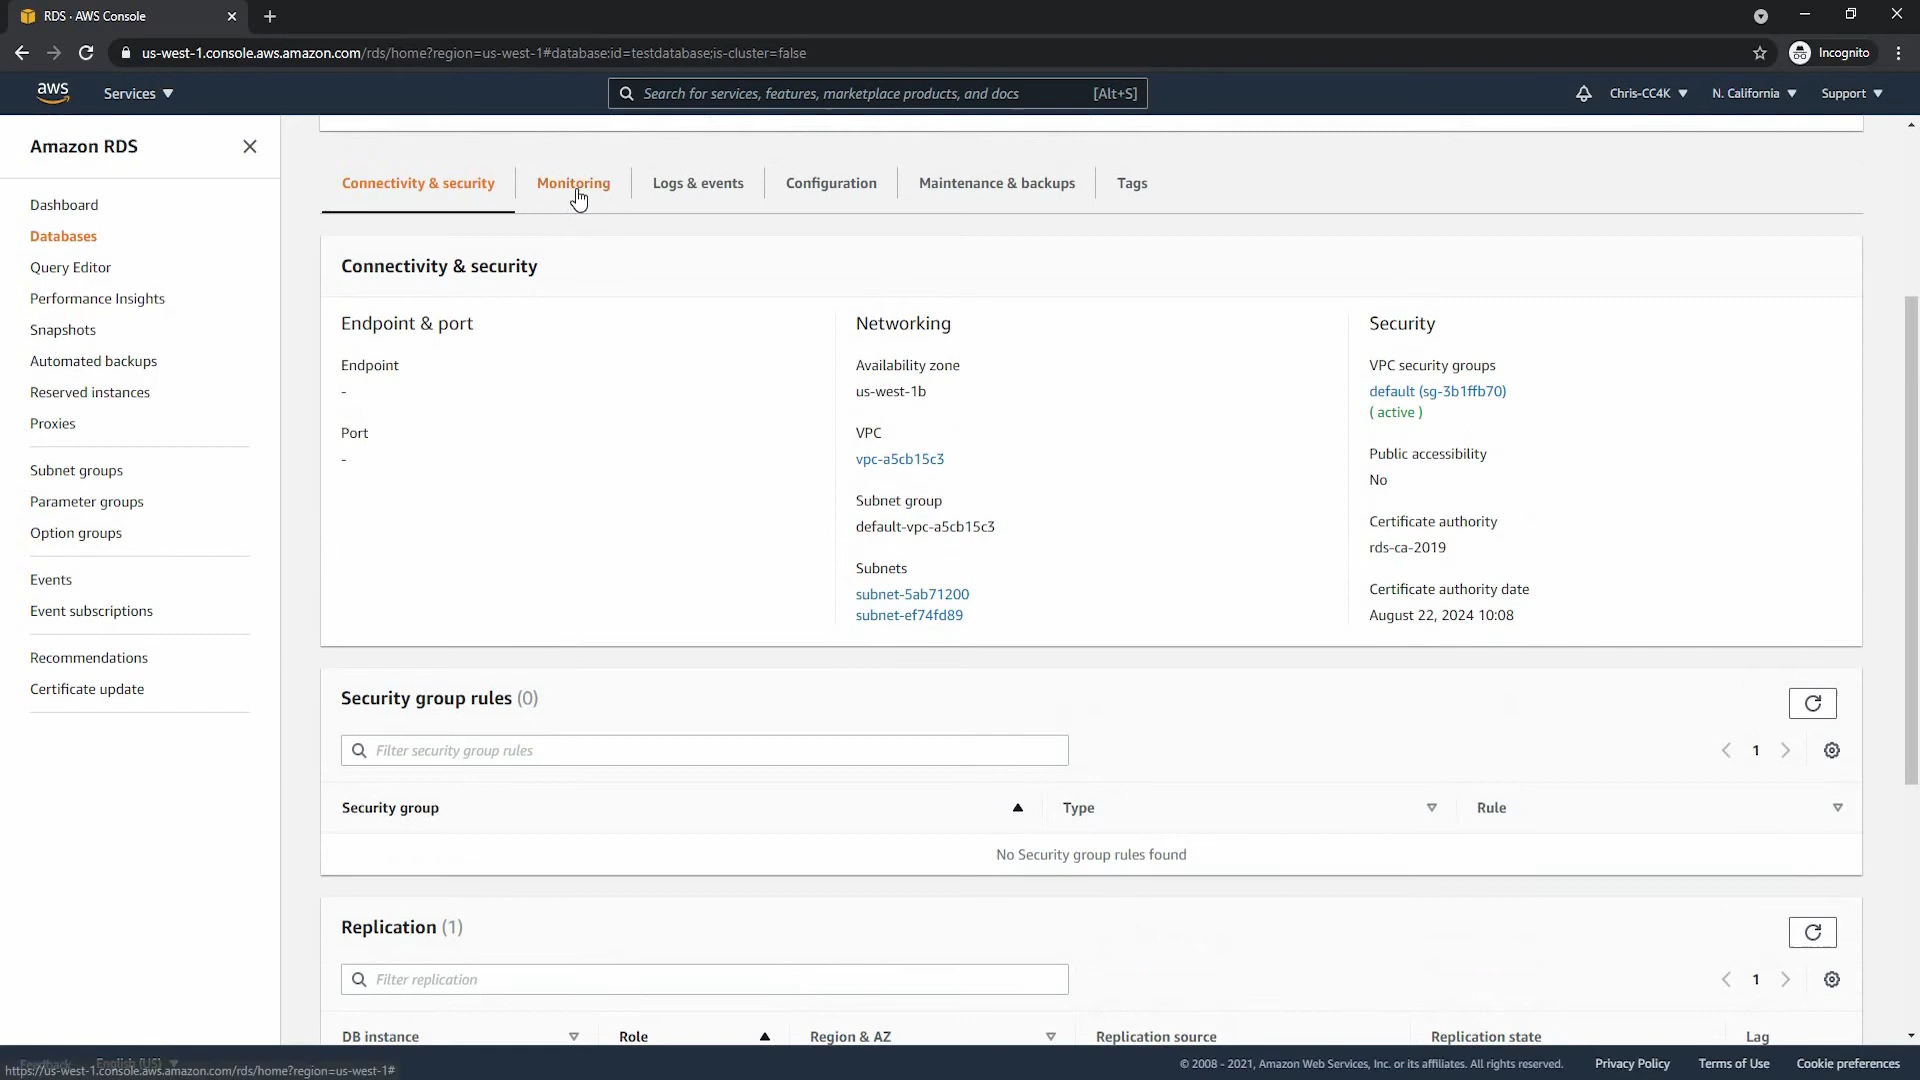 RDS · AWS Console
us-west-1.console.aws.amazon.com/rds/home?region=us-west-1#database:id=testdatabase;is-cluster=false
Incognito
aws
Services
Search for services, features, marketplace products, and docs
[Alt+S]
Chris-CC4K
N. California
Support
Amazon RDS
Dashboard
Databases
Query Editor
Performance Insights
Snapshots
Automated backups
Reserved instances
Proxies
Subnet groups
Parameter groups
Option groups
Events
Event subscriptions
Recommendations
Certificate update
Connectivity & security
Monitoring
Logs & events
Configuration
Maintenance & backups
Tags
Connectivity & security
Endpoint & port
Endpoint
-
Port
-
Networking
Availability zone
us-west-1b
VPC
vpc-a5cb15c3
Subnet group
default-vpc-a5cb15c3
Subnets
subnet-5ab71200
subnet-ef74fd89
Security
VPC security groups
default (sg-3b1ffb70)
( active )
Public accessibility
No
Certificate authority
rds-ca-2019
Certificate authority date
August 22, 2024 10:08
Security group rules (0)
Filter security group rules
1
Security group
Type
Rule
No Security group rules found
Replication (1)
Filter replication
1
DB instance
Role
Region & AZ
Replication source
Replication state
Lag
Feedback
English (US)
https://us-west-1.console.aws.amazon.com/rds/home?region=us-west-1#
© 2008 - 2021, Amazon Web Services, Inc. or its affiliates. All rights reserved.
Privacy Policy
Terms of Use
Cookie preferences